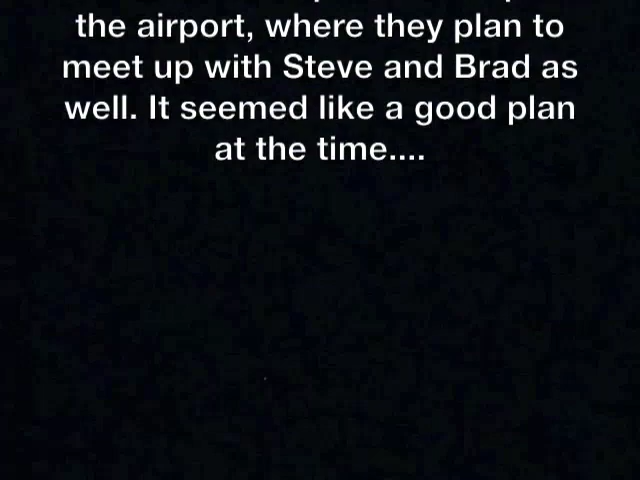 the airport, where they plan to
meet up with Steve and Brad as
well. It seemed like a good plan
at the time....